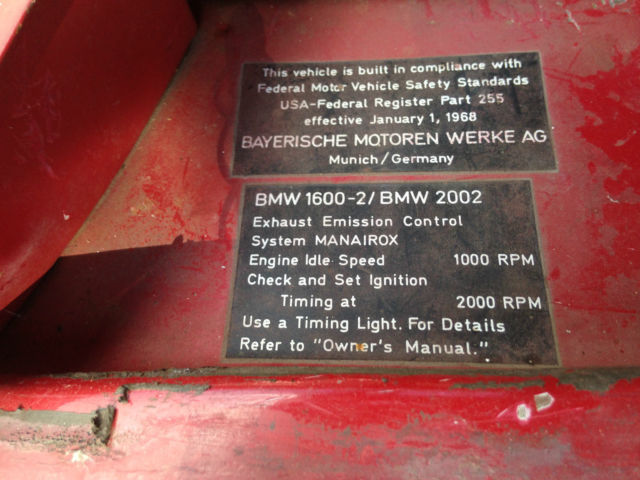 This vehicle is built in compliance with
Federal Motor Vehicle Safety Standards
USA-Federal Register Part 255
effective January 1, 1968
BAYERISCHE MOTOREN WERKE AG
Munich/Germany
BMW 1600-2/BMW 2002
Exhaust Emission Control
System MANAIROX
Engine Idle Speed 1000 RPM
Check and Set Ignition
Timing at 2000 RPM
Use a Timing Light. For Details
Refer to "Owner's Manual."